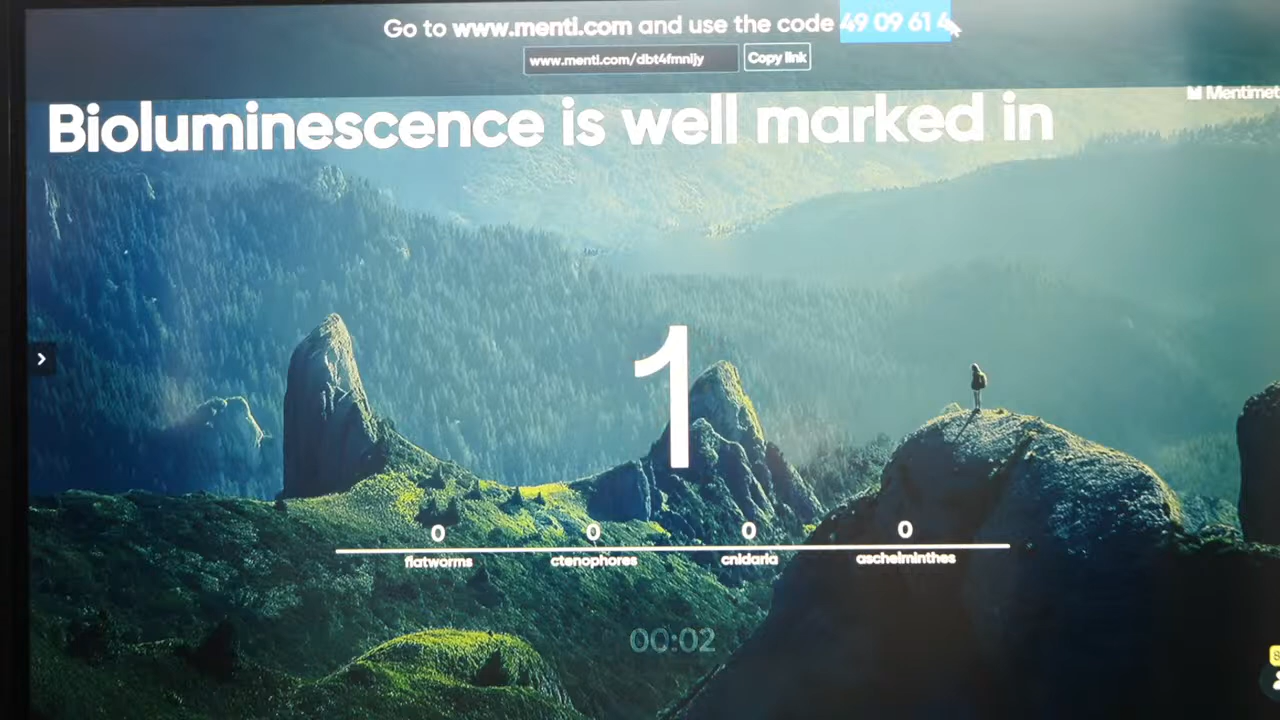 Go to www.menti.com and use the code 49 09 61 4
www.menti.com/dbt4fmnijy
Copy link
Mentimet
Bioluminescence is well marked in
1
0 0 0 0
flatworms ctenophores cnidaria aschelminthes
00:02